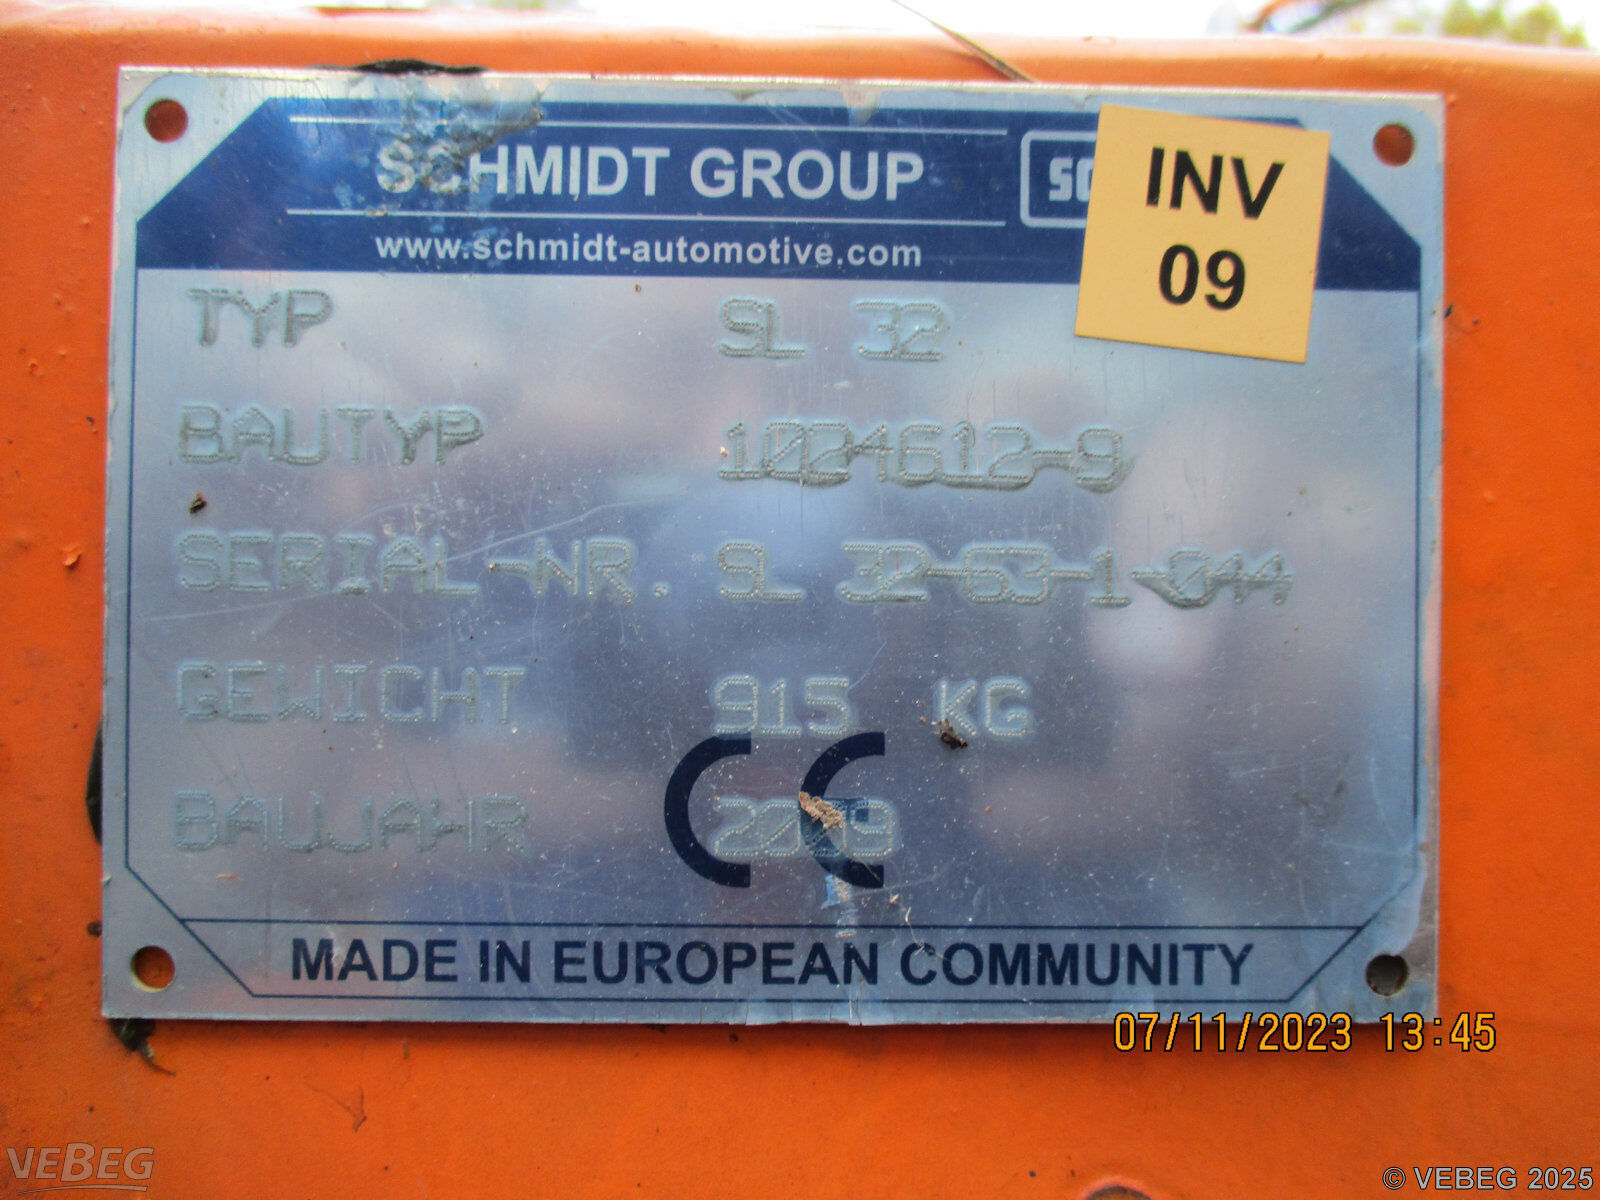 SCHMIDT GROUP
www.schmidt-automotive.com
INV
09
TYP SL 32
BAUTYP 1024612-9
SERIAL-NR. SL 32-63-1-044
GEWICHT 915 KG
BAUJAHR 2009
CE
MADE IN EUROPEAN COMMUNITY
07/11/2023 13:45
VEBEG
© VEBEG 2025